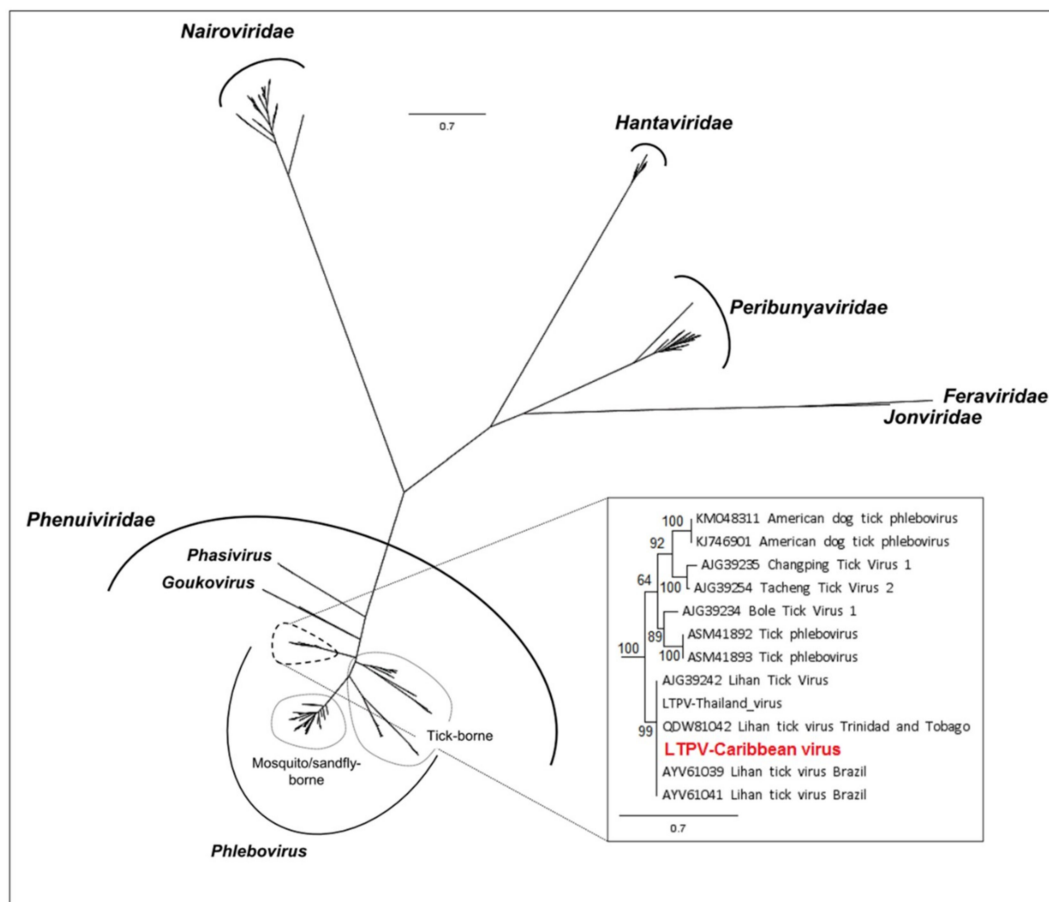 Nairoviridae
0.7
Hantaviridae
Peribunyaviridae
Feraviridae
Jonviridae
Phenuiviridae
Phasivirus
Goukovirus
Tick-borne
Mosquito/sandfly-
borne
Phlebovirus
100
KM048311 American dog tick phlebovirus
92
KJ746901 American dog tick phlebovirus
AJG39235 Changping Tick Virus 1
64
100
AJG39254 Tacheng Tick Virus 2
AJG39234 Bole Tick Virus 1
89
ASM41892 Tick phlebovirus
100
100
ASM41893 Tick phlebovirus
AJG39242 Lihan Tick Virus
LTPV-Thailand_virus
99
QDW81042 Lihan tick virus Trinidad and Tobago
LTPV-Caribbean virus
AYV61039 Lihan tick virus Brazil
AYV61041 Lihan tick virus Brazil
0.7